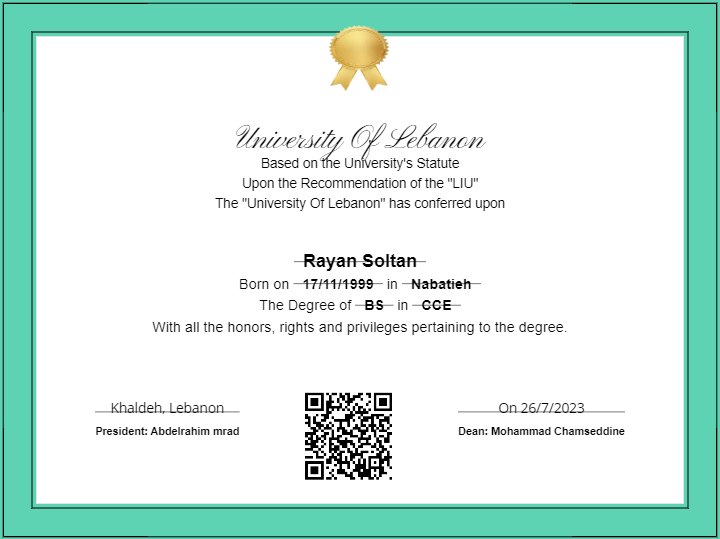 University Of Lebanon
Based on the University's Statute
Upon the Recommendation of the "LIU"
The "University Of Lebanon" has conferred upon
Rayan Soltan
Born on 17/11/1999 in Nabatieh
The Degree of BS in CCE
With all the honors, rights and privileges pertaining to the degree.
Khaldeh, Lebanon
President: Abdelrahim mrad
On 26/7/2023
Dean: Mohammad Chamseddine